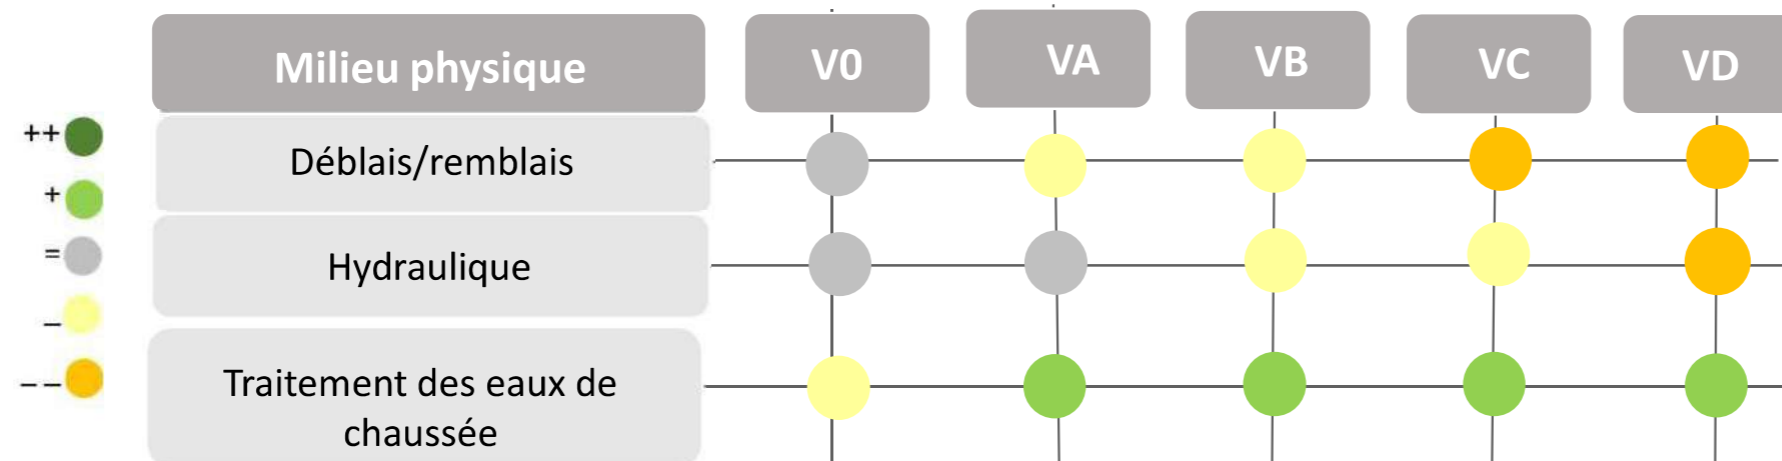 Milieu physique V0 VA VB VC VD
++
Déblais/remblais
+
=
Hydraulique
–
– –
Traitement des eaux de
chaussée